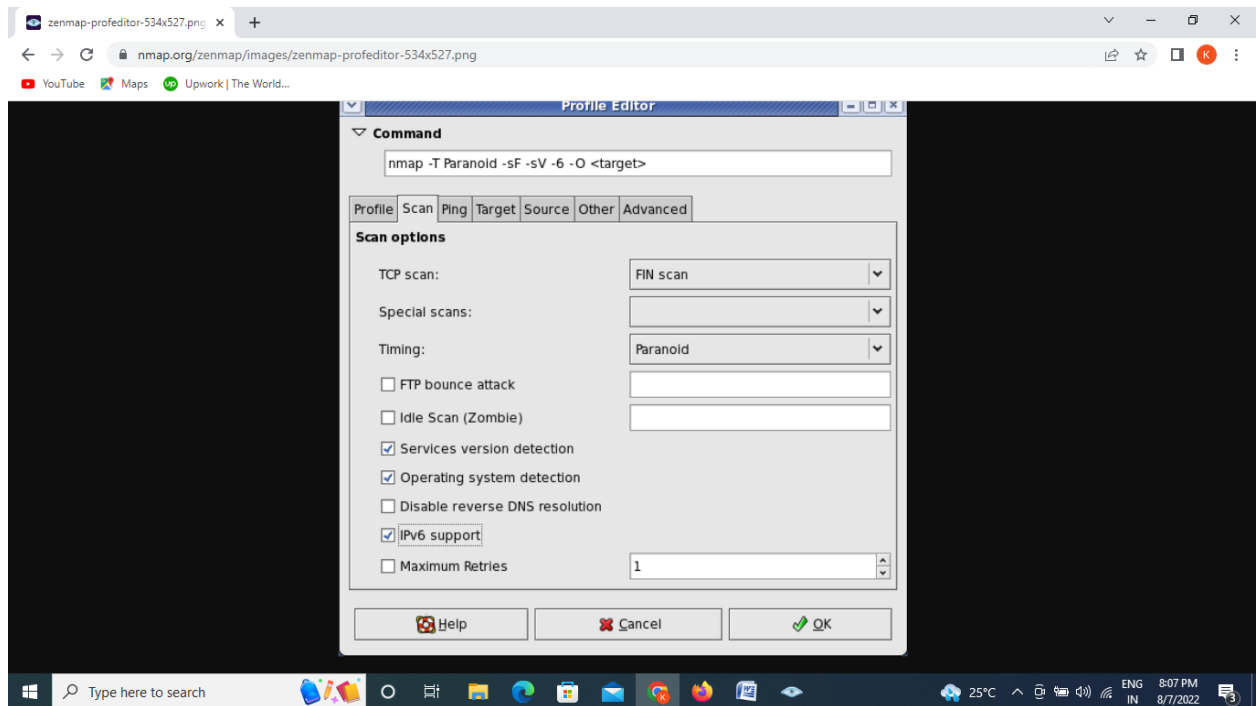 zenmap-profeditor-534x527.png
nmap.org/zenmap/images/zenmap-profeditor-534x527.png
K
YouTube Maps up Upwork | The World...
Profile Editor
Command
nmap -T Paranoid -sF -sV -6 -O <target>
Profile Scan Ping Target Source Other Advanced
Scan options
TCP scan: FIN scan
Special scans:
Timing: Paranoid
FTP bounce attack
Idle Scan (Zombie)
Services version detection
Operating system detection
Disable reverse DNS resolution
IPv6 support
Maximum Retries 1
Help Cancel OK
Type here to search
25°C
ENG
IN
8:07 PM
8/7/2022
3